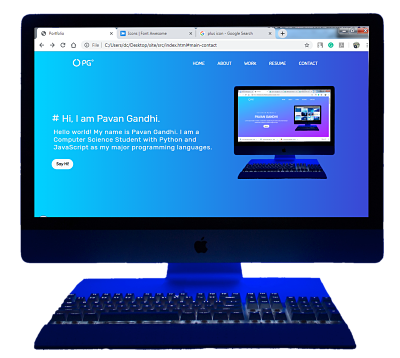 Portfolio
Icons | Font Awesome
plus icon - Google Search
File
C:/Users/dc/Desktop/site/src/index.html#main-contact
PG
HOME ABOUT WORK RESUME CONTACT
# Hi, I am Pavan Gandhi.
Hello world! My name is Pavan Gandhi. I am a
Computer Science Student with Python and
JavaScript as my major programming languages.
Say Hi!